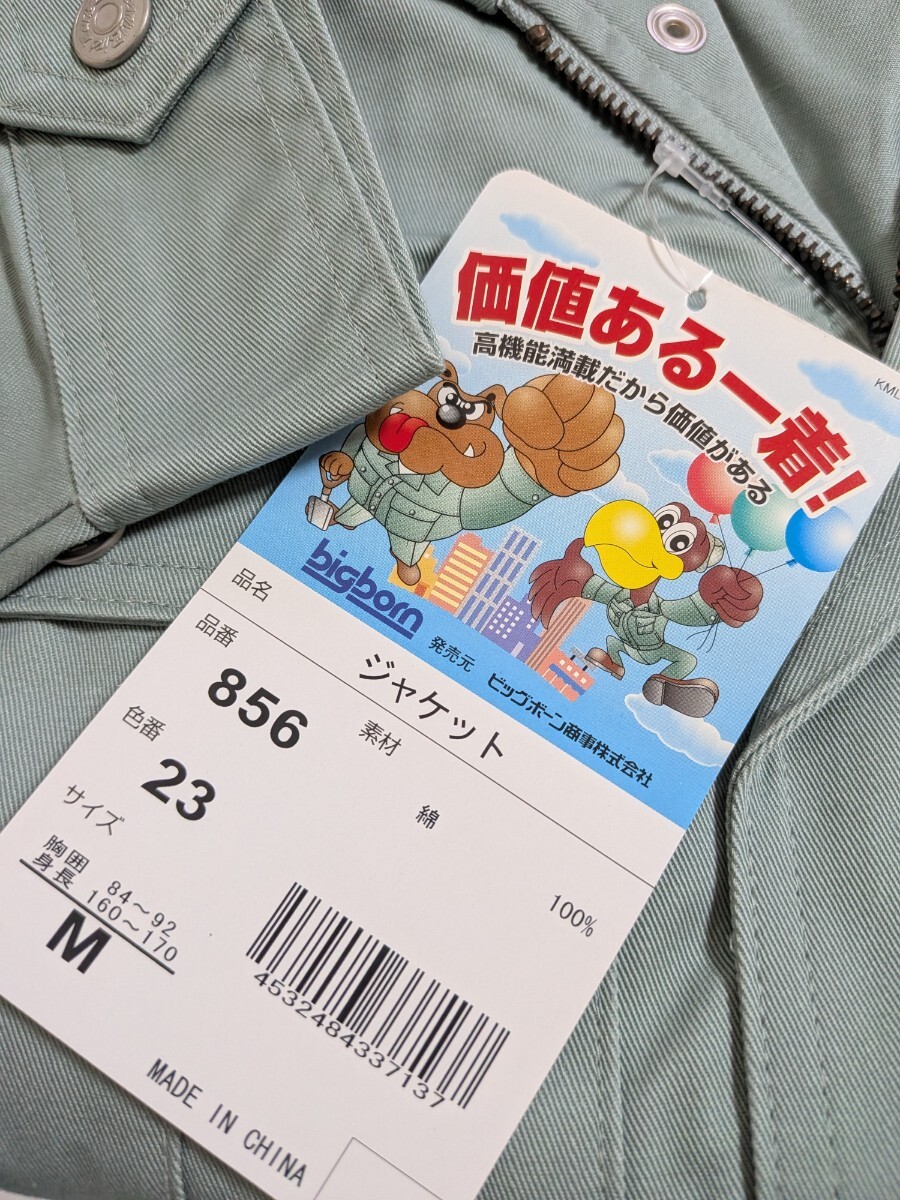 価値ある一着!
高機能満載だから価値がある
KML
bigborn
発売元 ビッグボーン商事株式会社
品名 ジャケット
品番 856 素材
色番 23 綿 100%
サイズ
胸囲 84～92
身長 160～170
M
4532484337137
MADE IN CHINA